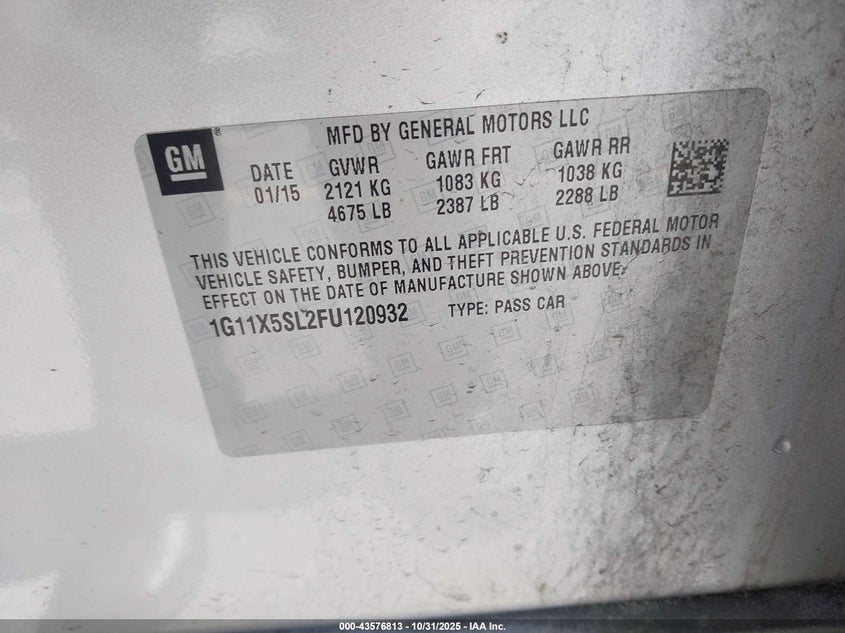 GM
®
MFD BY GENERAL MOTORS LLC
DATE GVWR GAWR FRT GAWR RR
01/15 2121 KG 1083 KG 1038 KG
4675 LB 2387 LB 2288 LB
THIS VEHICLE CONFORMS TO ALL APPLICABLE U.S. FEDERAL MOTOR
VEHICLE SAFETY, BUMPER, AND THEFT PREVENTION STANDARDS IN
EFFECT ON THE DATE OF MANUFACTURE SHOWN ABOVE.
1G11X5SL2FU120932 TYPE: PASS CAR
000-43576813 - 10/31/2025 - IAA Inc.